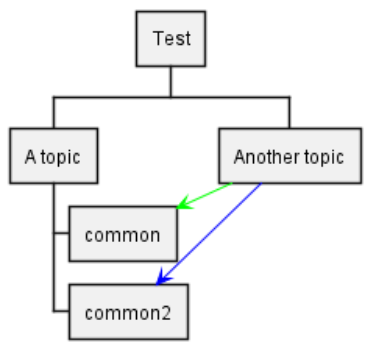 Test
A topic
Another topic
common
common2